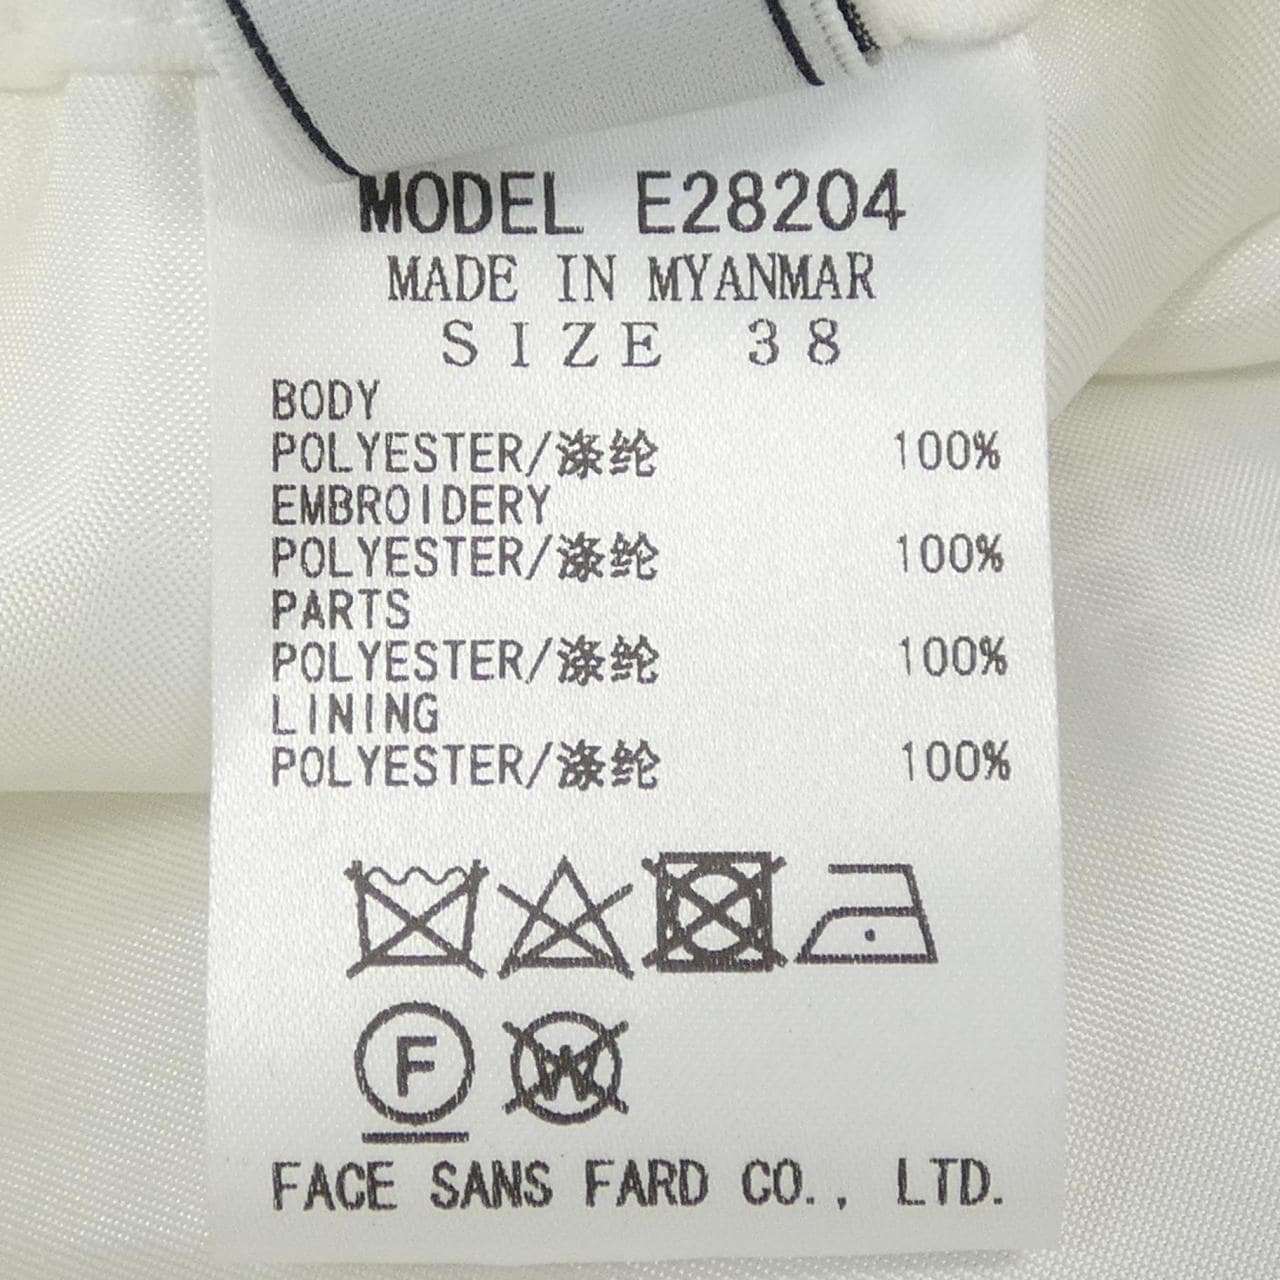 MODEL E28204
MADE IN MYANMAR
SIZE 38
BODY
POLYESTER/涤纶 100%
EMBROIDERY
POLYESTER/涤纶 100%
PARTS
POLYESTER/涤纶 100%
LINING
POLYESTER/涤纶 100%
F W
FACE SANS FARD CO., LTD.